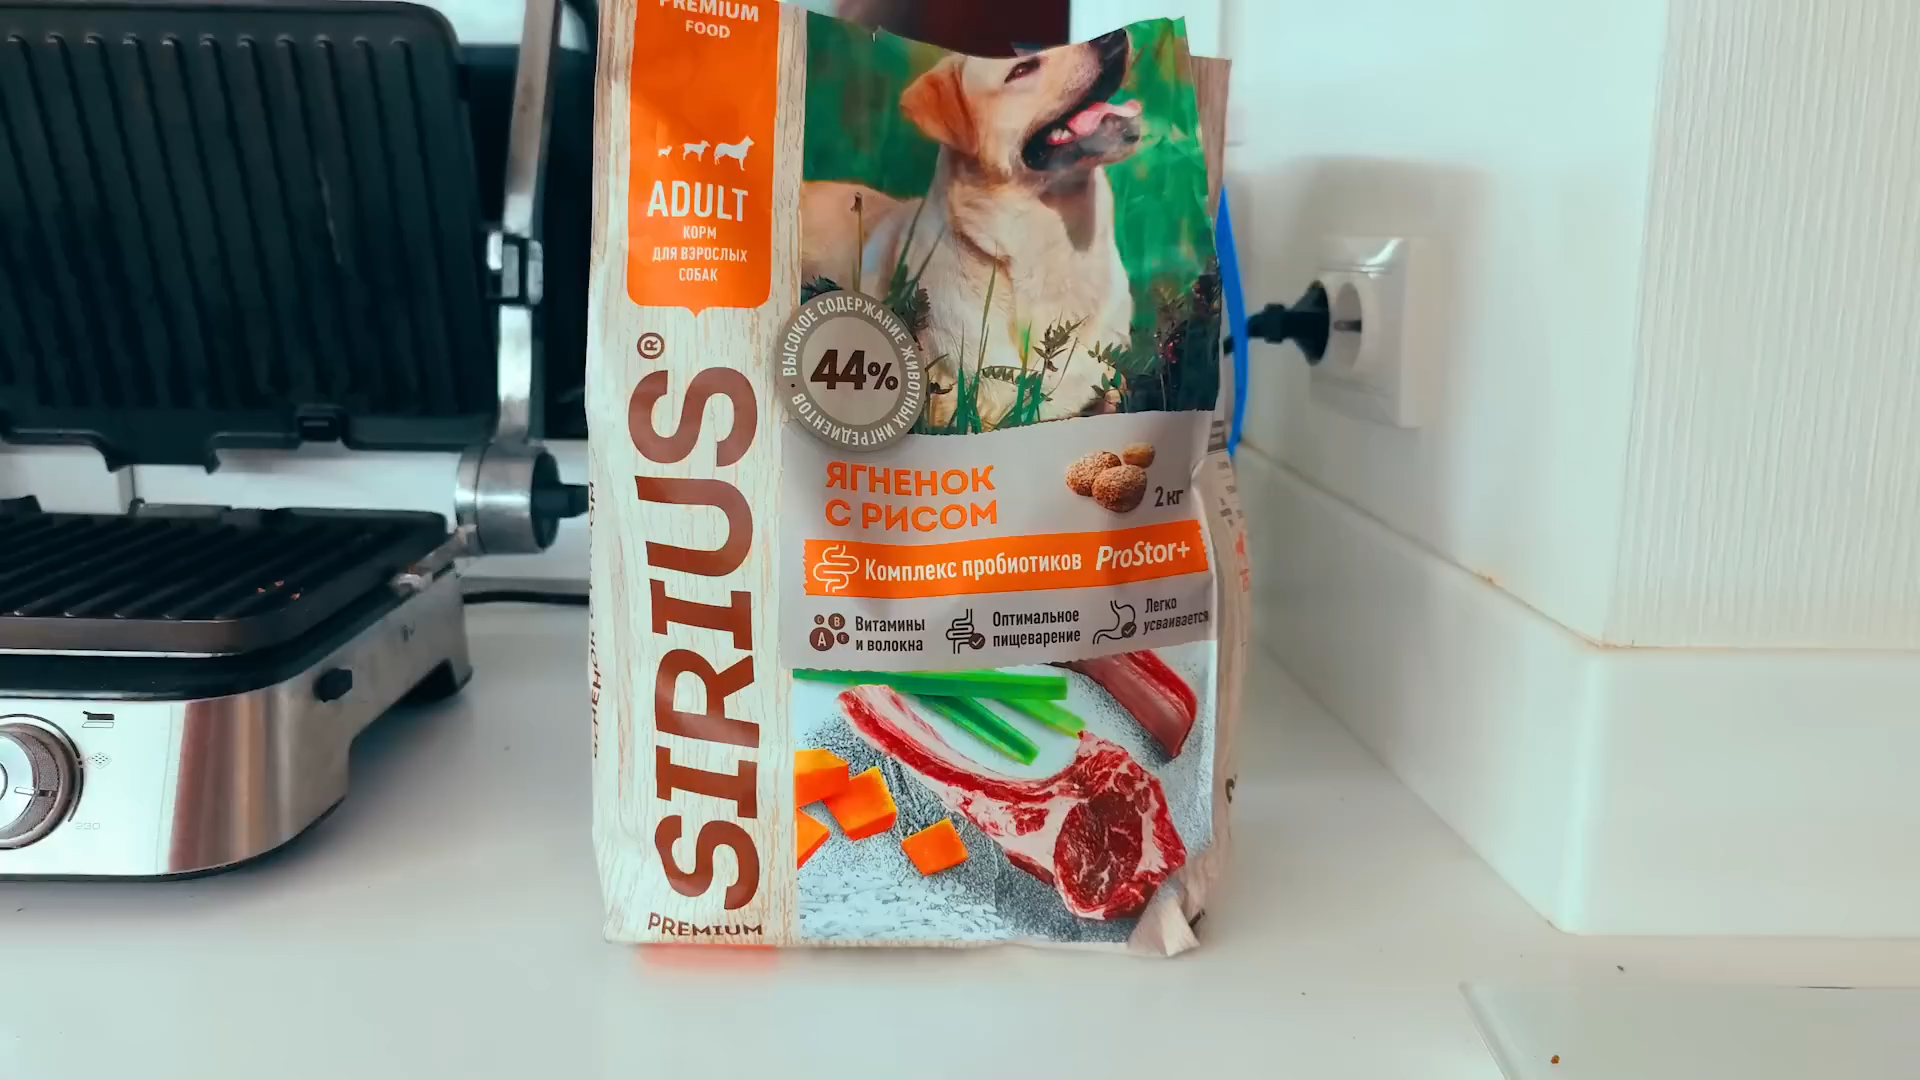 PREMIUM
FOOD
ADULT
КОРМ
ДЛЯ ВЗРОСЛЫХ
СОБАК
SIRIUS®
PREMIUM
ВЫСОКОЕ СОДЕРЖАНИЕ ЖИВОТНЫХ ИНГРЕДИЕНТОВ
44%
ЯГНЕНОК
С РИСОМ
2 кг
Комплекс пробиотиков ProStor+
Витамины
и волокна
Оптимальное
пищеварение
Легко
усваивается
C B A E
230